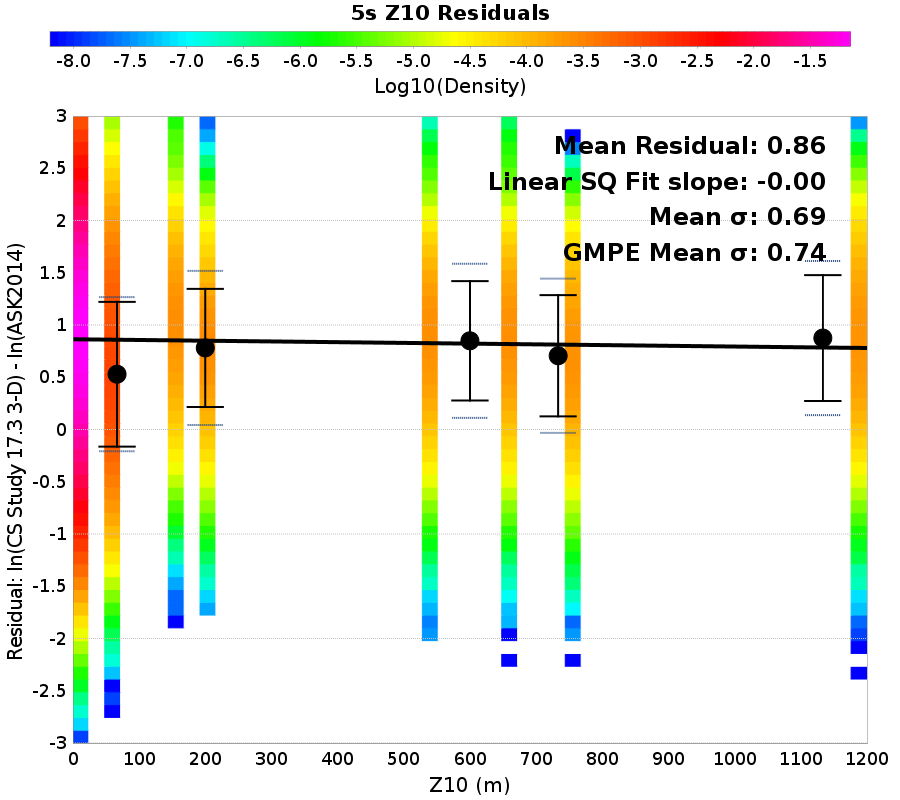 5s Z10 Residuals
-8.0 -7.5 -7.0 -6.5 -6.0 -5.5 -5.0 -4.5 -4.0 -3.5 -3.0 -2.5 -2.0 -1.5
Log10(Density)
Mean Residual: 0.86
Linear SQ Fit slope: -0.00
Mean σ: 0.69
GMPE Mean σ: 0.74
Residual: ln(CS Study 17.3 3-D) - ln(ASK2014)
3
2.5
2
1.5
1
0.5
0
-0.5
-1
-1.5
-2
-2.5
-3
0 100 200 300 400 500 600 700 800 900 1000 1100 1200
Z10 (m)